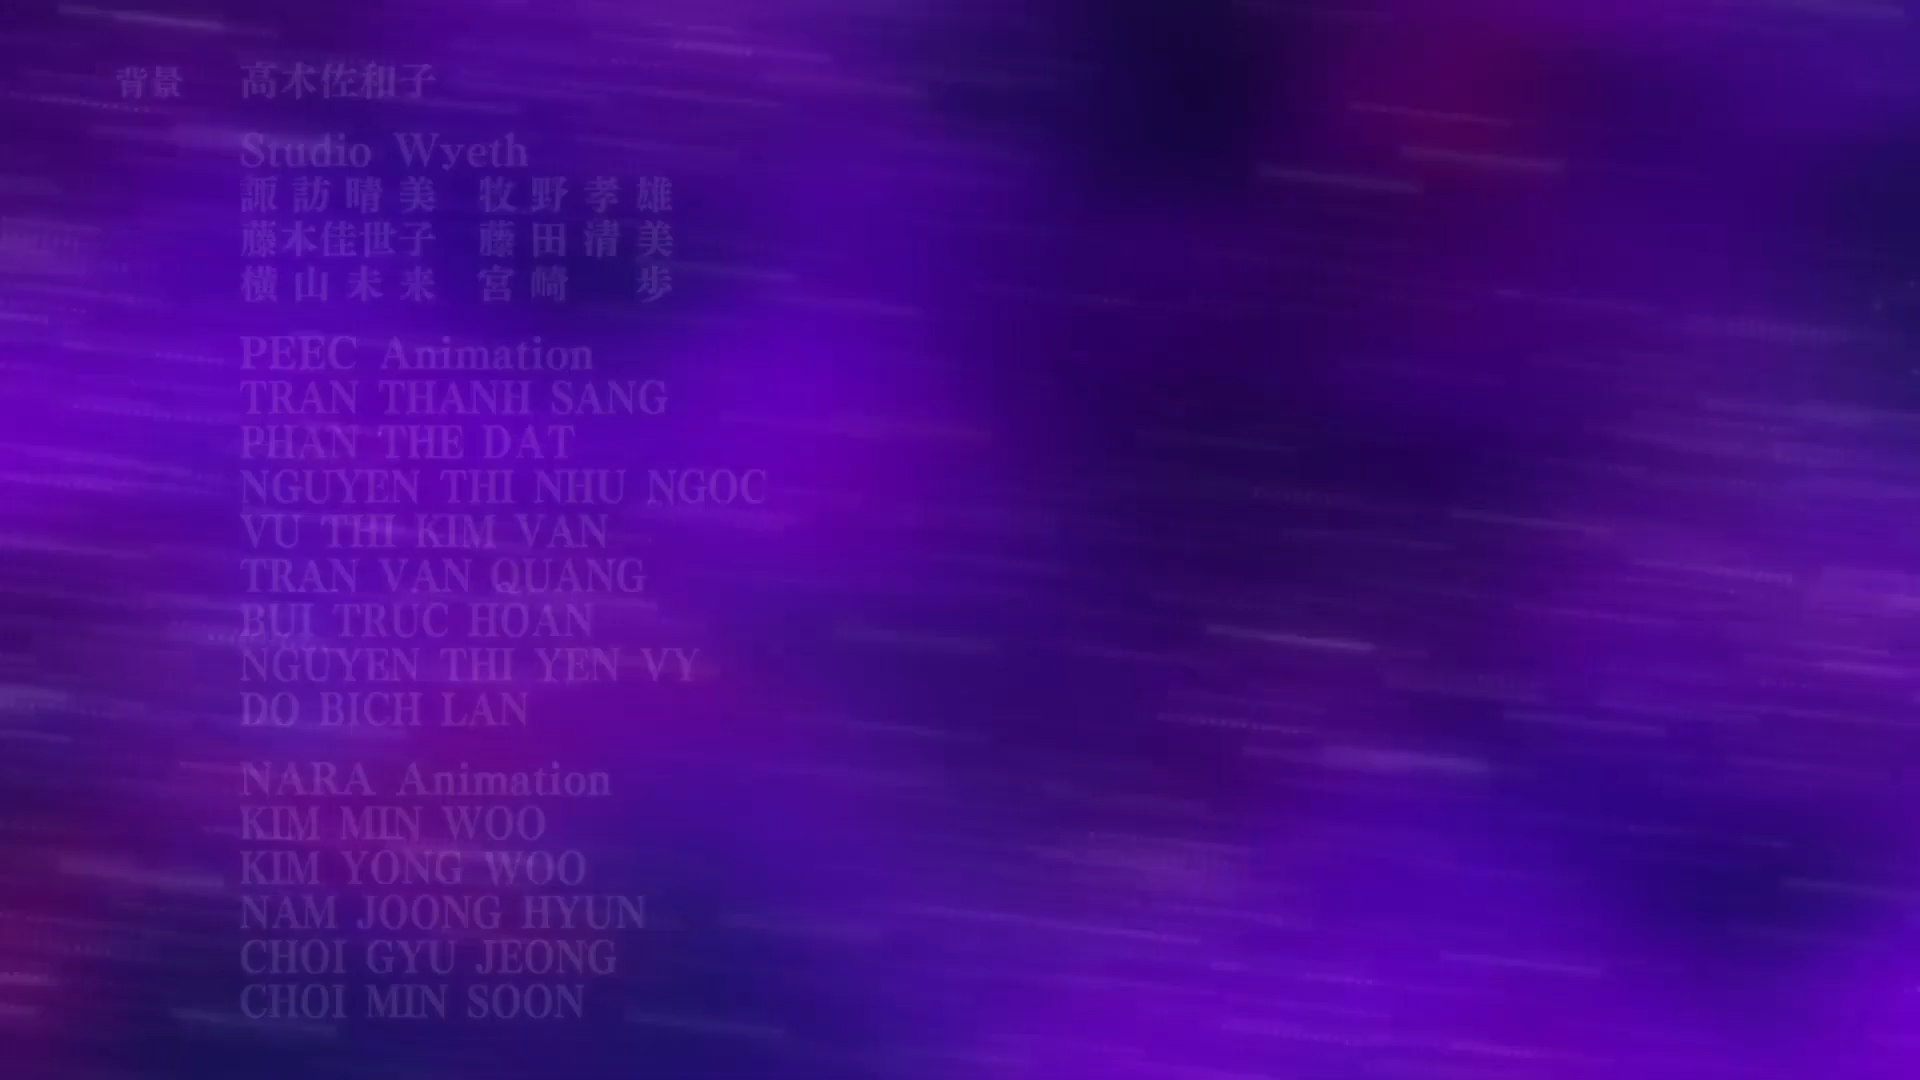 背景 高木佐和子
Studio Wyeth
諏訪晴美 牧野孝雄
藤木佳世子 藤田清美
横山未来 宮崎 歩
PEEC Animation
TRAN THANH SANG
PHAN THE DAT
NGUYEN THI NHU NGOC
VU THI KIM VAN
TRAN VAN QUANG
BUI TRUC HOAN
NGUYEN THI YEN VY
DO BICH LAN
NARA Animation
KIM MIN WOO
KIM YONG WOO
NAM JOONG HYUN
CHOI GYU JEONG
CHOI MIN SOON